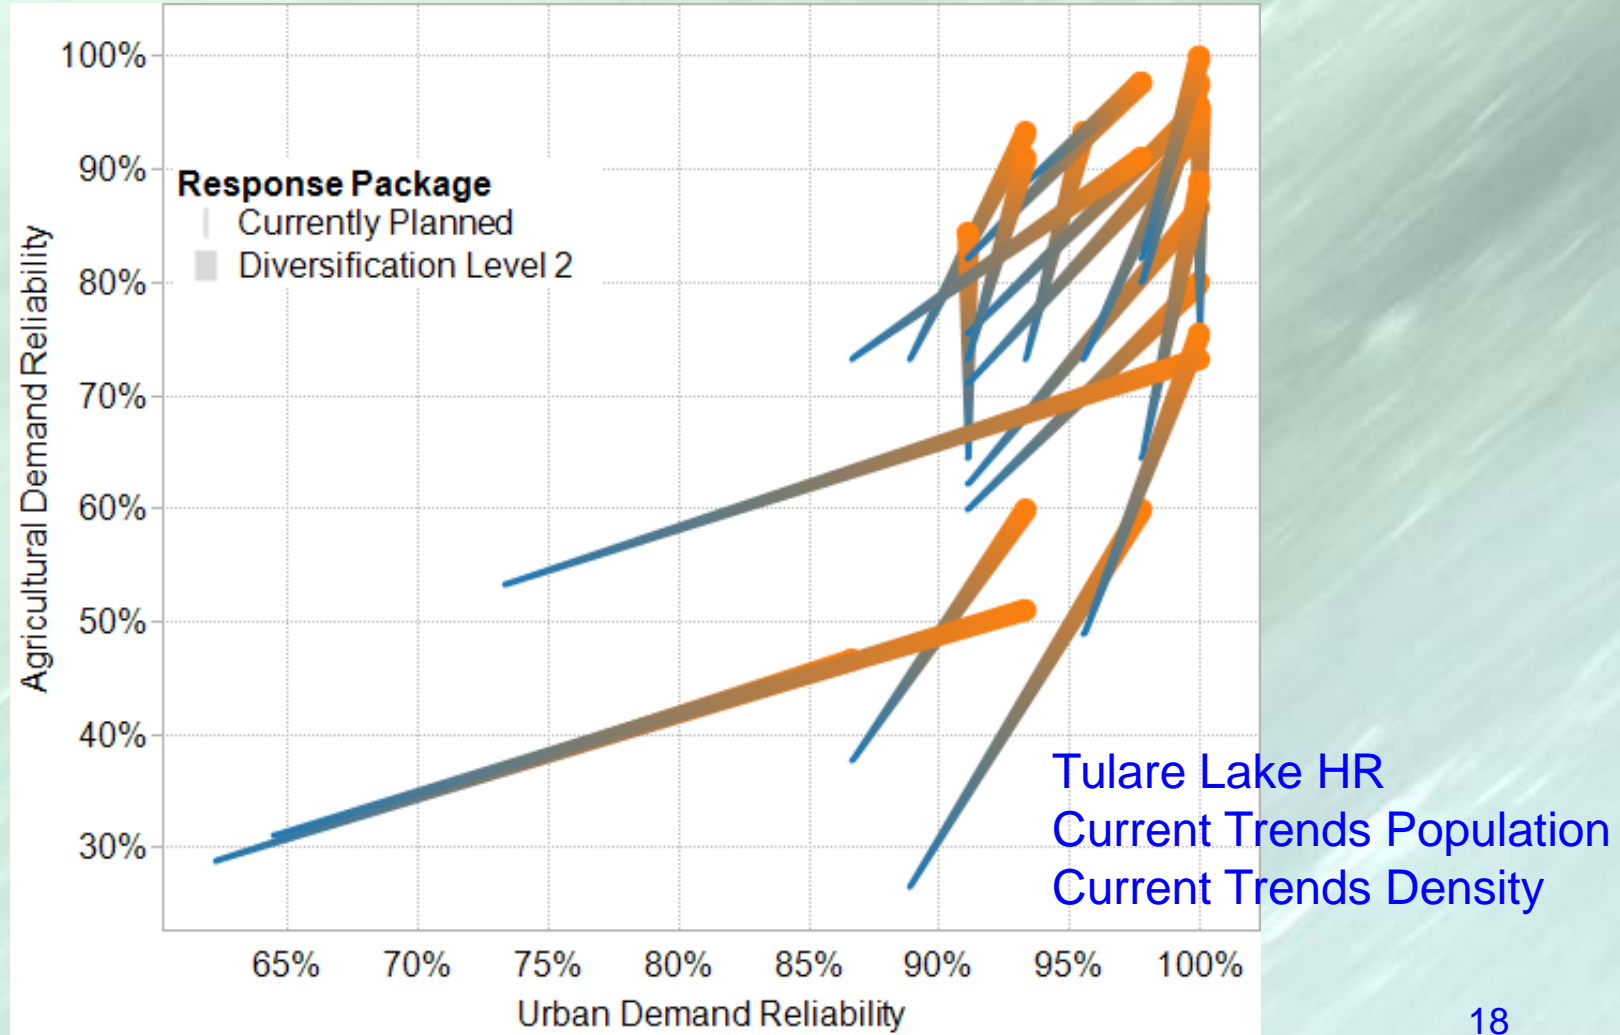 100%
90%
80%
70%
60%
50%
40%
30%
Agricultural Demand Reliability
Response Package
Currently Planned
Diversification Level 2
Tulare Lake HR
Current Trends Population
Current Trends Density
65% 70% 75% 80% 85% 90% 95% 100%
Urban Demand Reliability
18